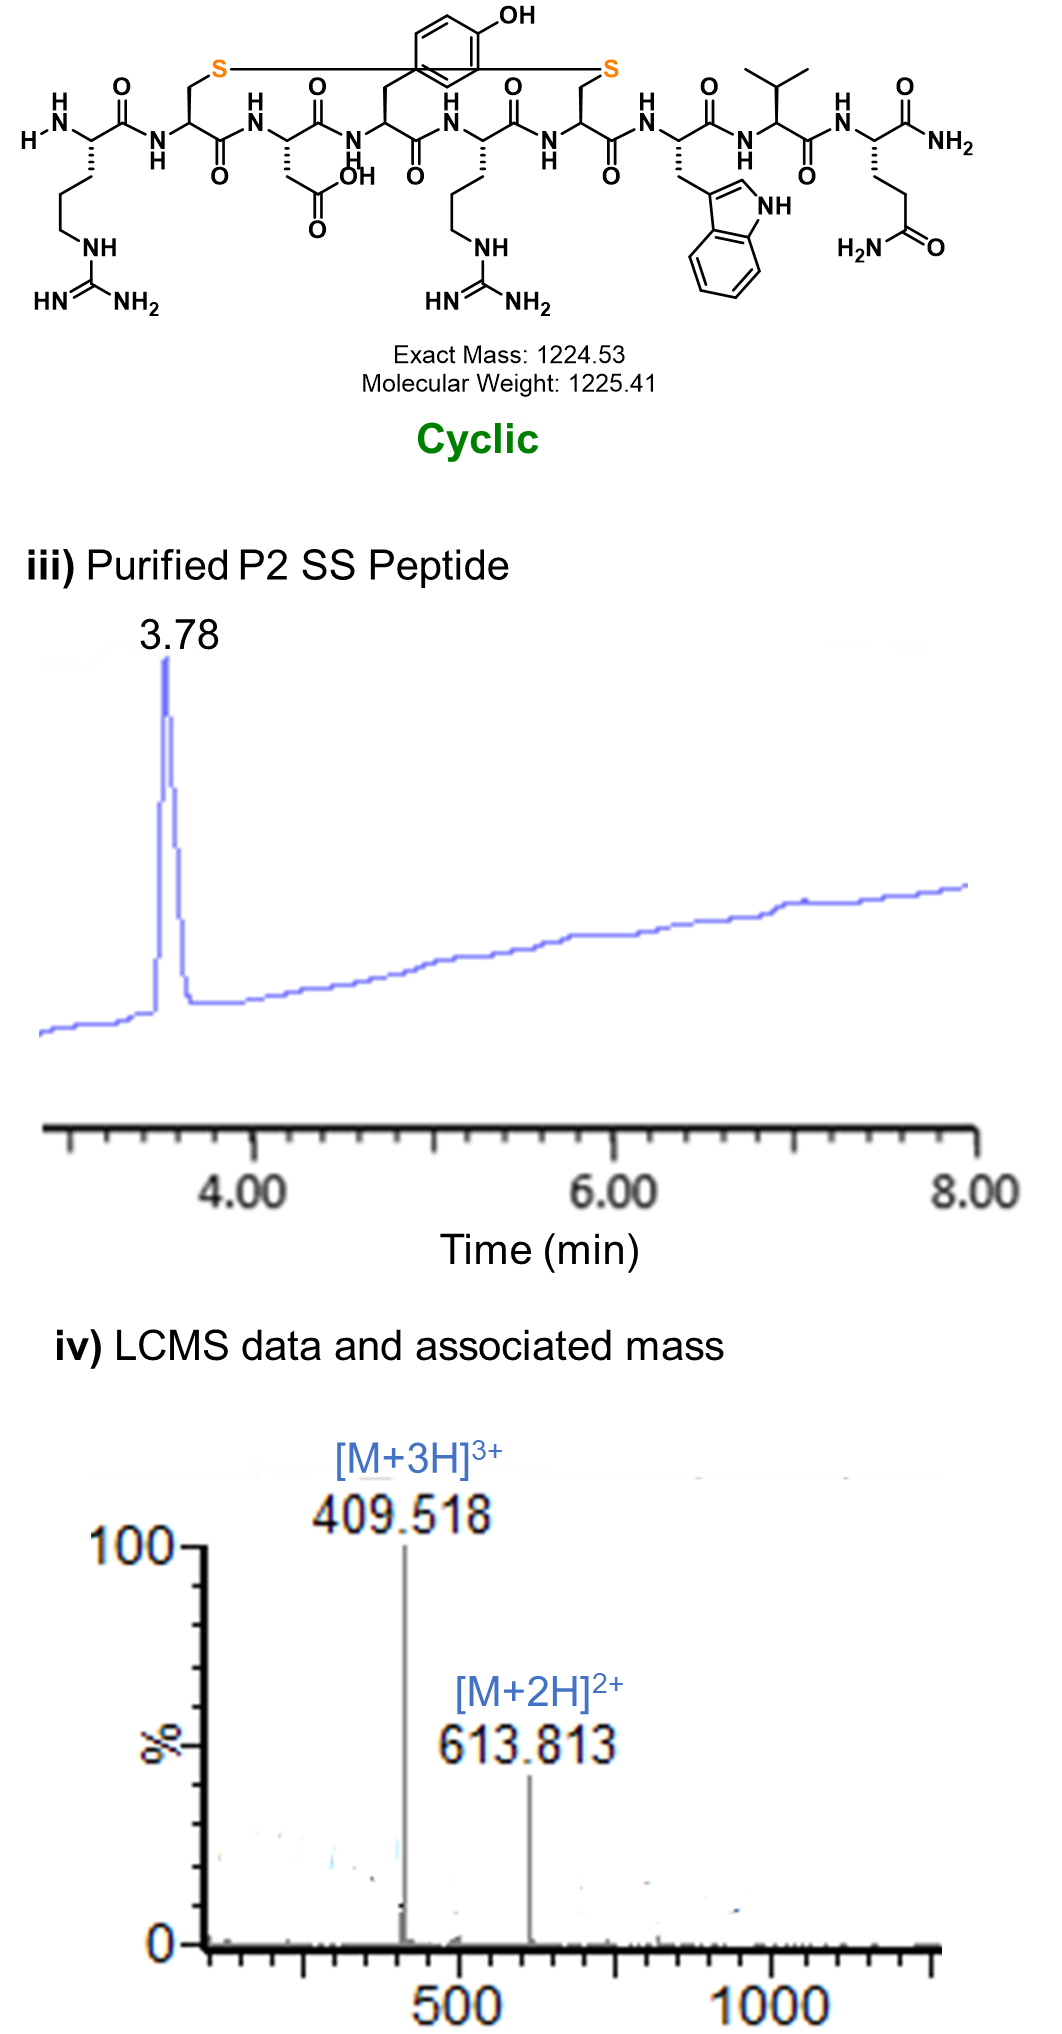 OH
S S
O O O O O
H H H H H
H N N N N N NH2
N N N N
H H H H
O OH O O O
O
NH NH NH
H2N O
HN NH2 HN NH2
Exact Mass: 1224.53
Molecular Weight: 1225.41
Cyclic
iii) Purified P2 SS Peptide
3.78
4.00 6.00 8.00
Time (min)
iv) LCMS data and associated mass
[M+3H]3+
409.518
100
[M+2H]2+
613.813
%
0
500 1000